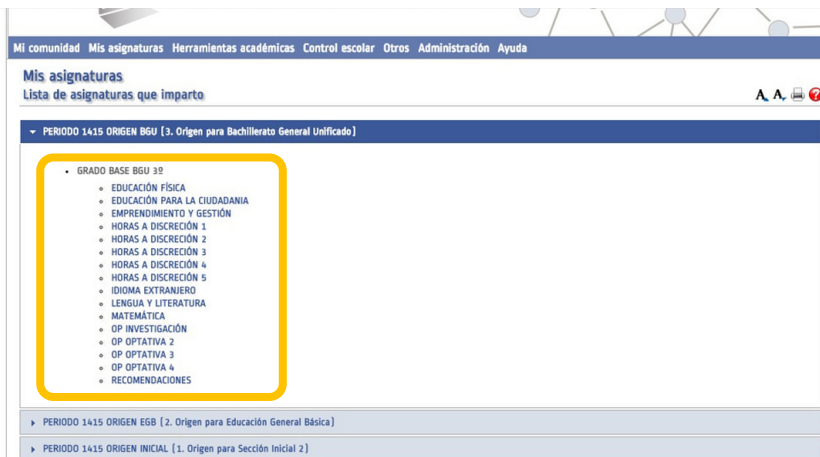 Mi comunidad Mis asignaturas Herramientas académicas Control escolar Otros Administración Ayuda
Mis asignaturas
Lista de asignaturas que imparto
A A ?
PERIODO 1415 ORIGEN BGU [3. Origen para Bachillerato General Unificado]
GRADO BASE BGU 3º
EDUCACIÓN FÍSICA
EDUCACIÓN PARA LA CIUDADANIA
EMPRENDIMIENTO Y GESTIÓN
HORAS A DISCRECIÓN 1
HORAS A DISCRECIÓN 2
HORAS A DISCRECIÓN 3
HORAS A DISCRECIÓN 4
HORAS A DISCRECIÓN 5
IDIOMA EXTRANJERO
LENGUA Y LITERATURA
MATEMÁTICA
OP INVESTIGACIÓN
OP OPTATIVA 2
OP OPTATIVA 3
OP OPTATIVA 4
RECOMENDACIONES
PERIODO 1415 ORIGEN EGB [2. Origen para Educación General Básica]
PERIODO 1415 ORIGEN INICIAL [1. Origen para Sección Inicial 2]